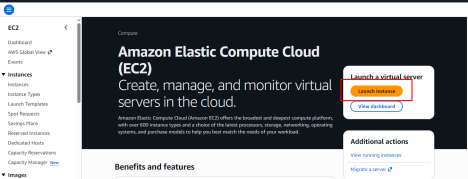 EC2
Dashboard
AWS Global View
Events
Instances
Instances
Instance Types
Launch Templates
Spot Requests
Savings Plans
Reserved Instances
Dedicated Hosts
Capacity Reservations
Capacity Manager New
Images
Compute
Amazon Elastic Compute Cloud
(EC2)
Create, manage, and monitor virtual
servers in the cloud.
Amazon Elastic Compute Cloud (Amazon EC2) offers the broadest and deepest compute platform,
with over 600 instance types and a choice of the latest processors, storage, networking, operating
systems, and purchase models to help you best match the needs of your workload.
Benefits and features
Launch a virtual server
Launch instance
View dashboard
Additional actions
View running instances
Migrate a server